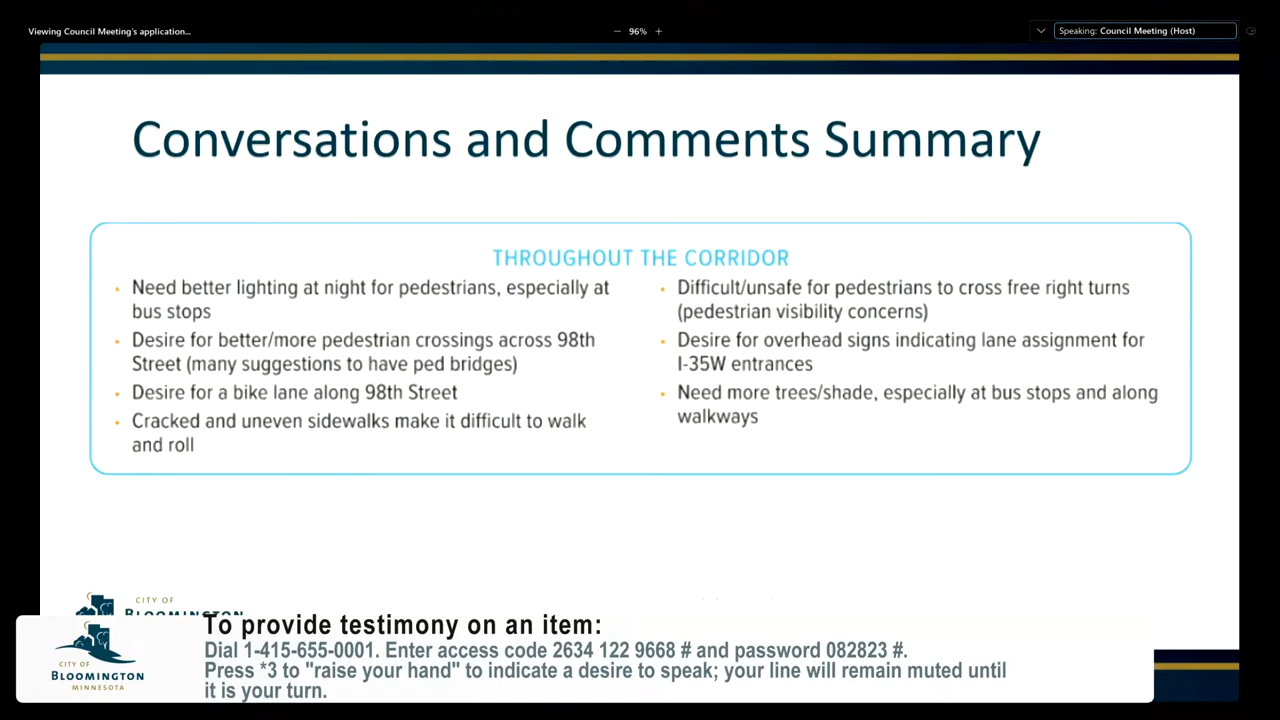 Viewing Council Meeting's application...
96%
Speaking: Council Meeting (Host)
Conversations and Comments Summary
THROUGHOUT THE CORRIDOR
• Need better lighting at night for pedestrians, especially at
bus stops
• Desire for better/more pedestrian crossings across 98th
Street (many suggestions to have ped bridges)
• Desire for a bike lane along 98th Street
• Cracked and uneven sidewalks make it difficult to walk
and roll
• Difficult/unsafe for pedestrians to cross free right turns
(pedestrian visibility concerns)
• Desire for overhead signs indicating lane assignment for
I-35W entrances
• Need more trees/shade, especially at bus stops and along
walkways
CITY OF
BLOOMINGTON
CITY OF
BLOOMINGTON
MINNESOTA
To provide testimony on an item:
Dial 1-415-655-0001. Enter access code 2634 122 9668 # and password 082823 #.
Press *3 to "raise your hand" to indicate a desire to speak; your line will remain muted until
it is your turn.